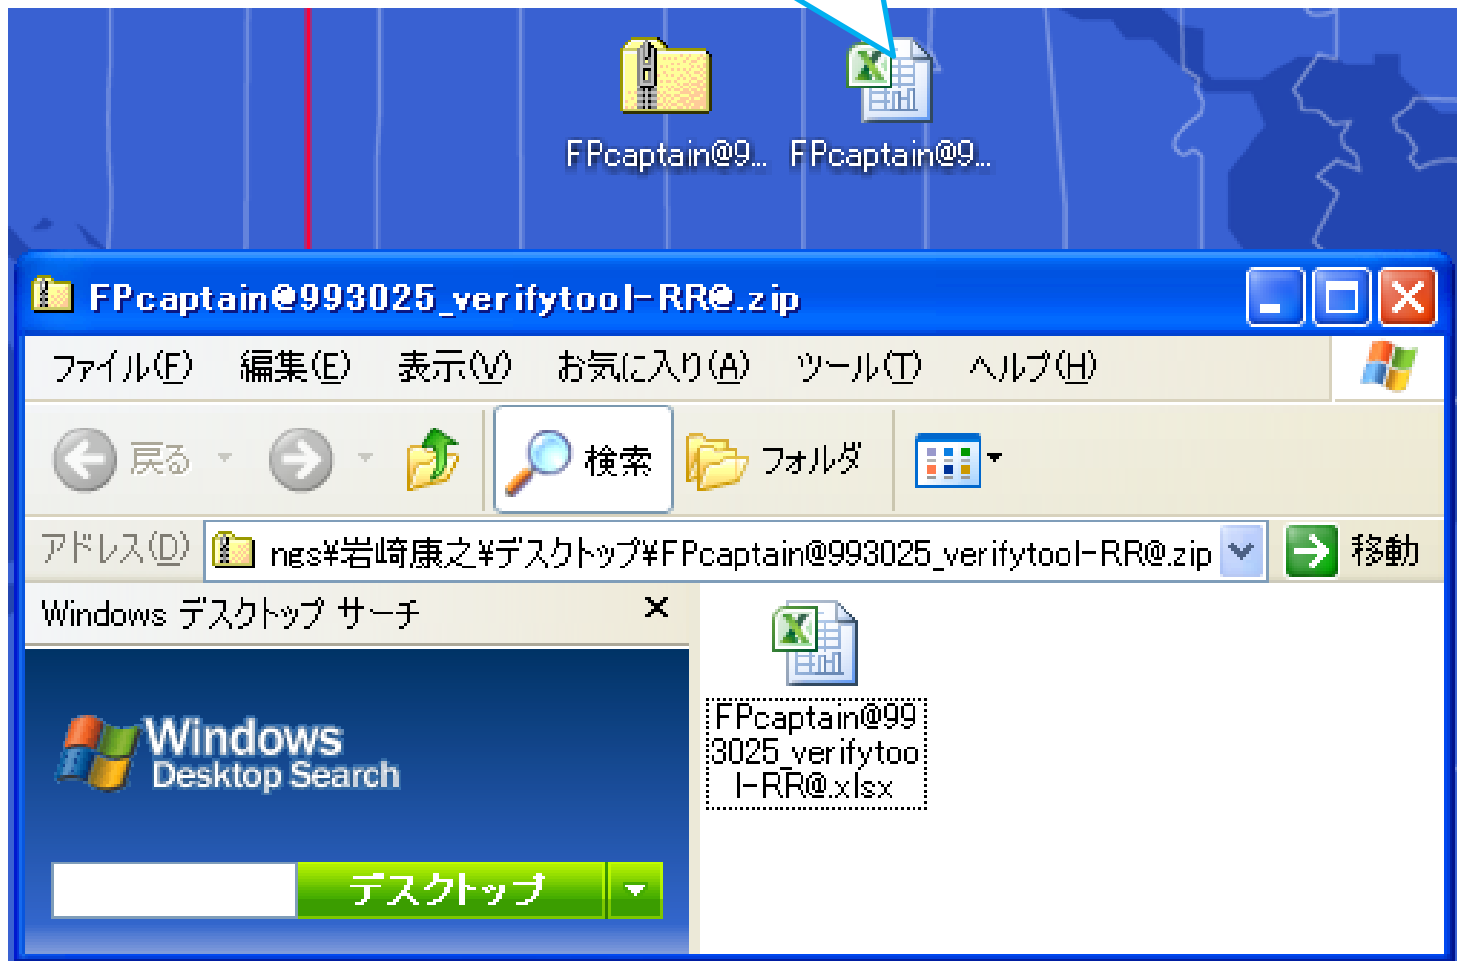 FPcaptain@9... FPcaptain@9...
FPcaptain@993025_verifytool-RR@.zip
ファイル(F) 編集(E) 表示(V) お気に入り(A) ツール(T) ヘルプ(H)
戻る 検索 フォルダ
アドレス(D) ngs¥岩崎康之¥デスクトップ¥FPcaptain@993025_verifytool-RR@.zip 移動
Windows デスクトップ サーチ
Windows
Desktop Search
デスクトップ
FPcaptain@99
3025_verifytoo
l-RR@.xlsx